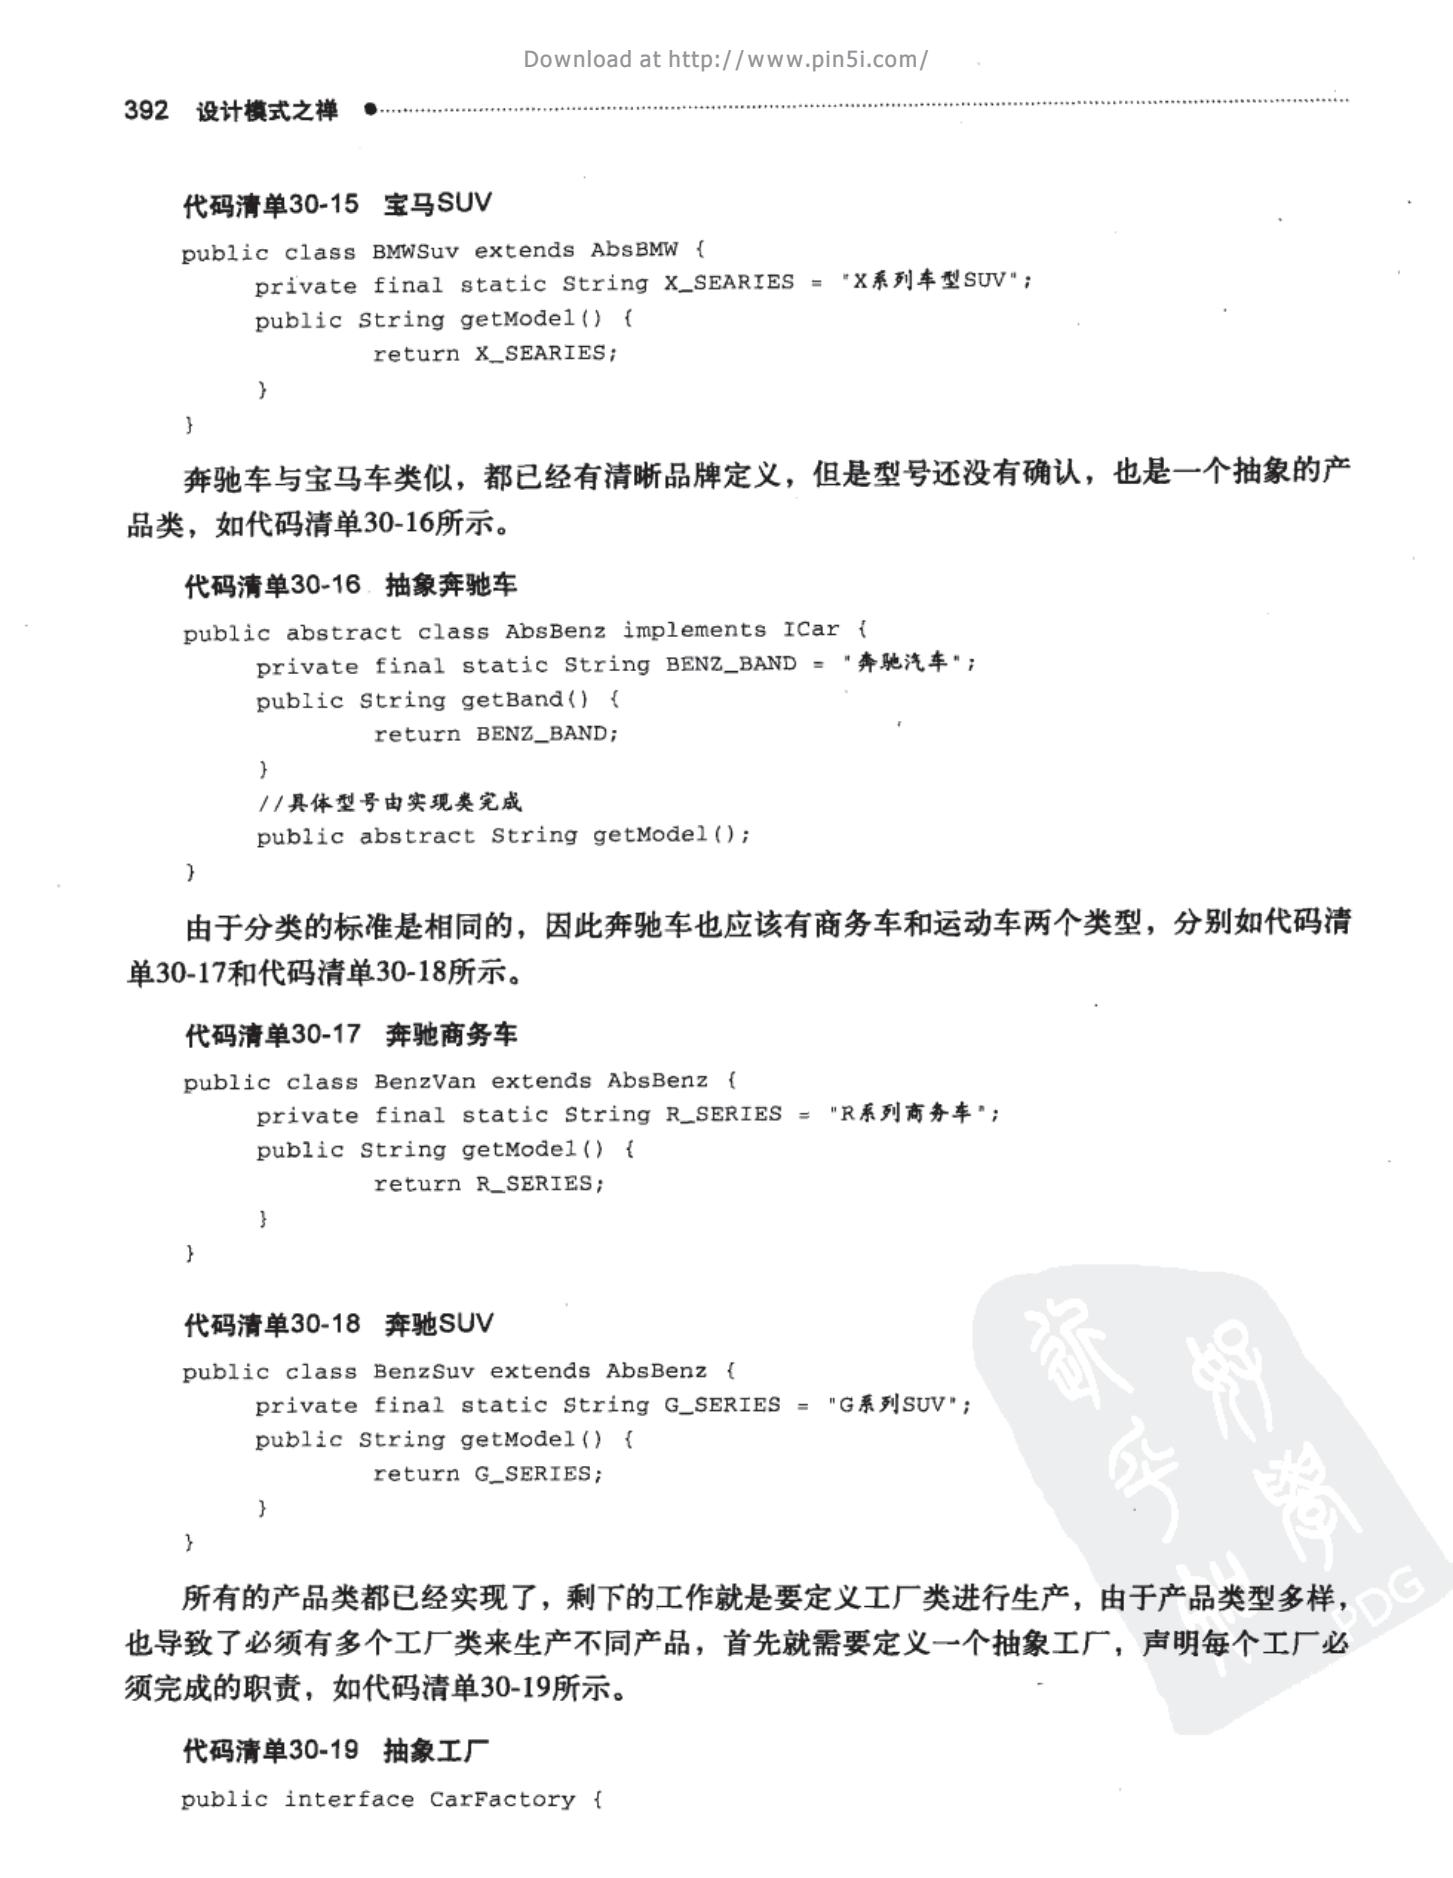 Download at http://www.pin5i.com/
392 设计模式之禅
代码清单30-15 宝马SUV
public class BMWSuv extends AbsBMW {
private final static String X_SEARIES = "X系列车型SUV";
public String getModel() {
return X_SEARIES;
}
}
奔驰车与宝马车类似，都已经有清晰品牌定义，但是型号还没有确认，也是一个抽象的产
品类，如代码清单30-16所示。
代码清单30-16 抽象奔驰车
public abstract class AbsBenz implements ICar {
private final static String BENZ_BAND = "奔驰汽车";
public String getBand() {
return BENZ_BAND;
}
//具体型号由实现类完成
public abstract String getModel();
}
由于分类的标准是相同的，因此奔驰车也应该有商务车和运动车两个类型，分别如代码清
单30-17和代码清单30-18所示。
代码清单30-17 奔驰商务车
public class BenzVan extends AbsBenz {
private final static String R_SERIES = "R系列商务车";
public String getModel() {
return R_SERIES;
}
}
代码清单30-18 奔驰SUV
public class BenzSuv extends AbsBenz {
private final static String G_SERIES = "G系列SUV";
public String getModel() {
return G_SERIES;
}
}
所有的产品类都已经实现了，剩下的工作就是要定义工厂类进行生产，由于产品类型多样，
也导致了必须有多个工厂类来生产不同产品，首先就需要定义一个抽象工厂，声明每个工厂必
须完成的职责，如代码清单30-19所示。
PDG
代码清单30-19 抽象工厂
public interface CarFactory {